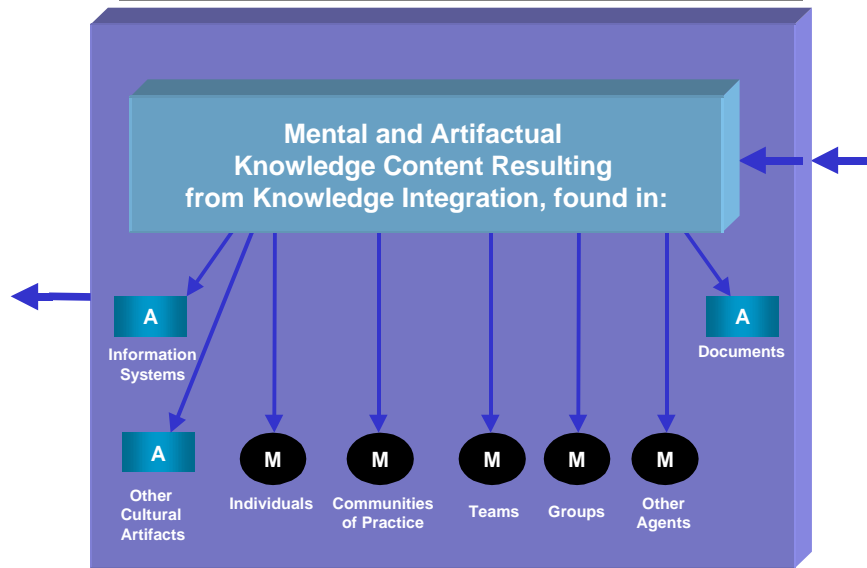 Mental and Artifactual
Knowledge Content Resulting
from Knowledge Integration, found in:
A
Information
Systems
A
Documents
A
Other
Cultural
Artifacts
M
Individuals
M
Communities
of Practice
M
Teams
M
Groups
M
Other
Agents